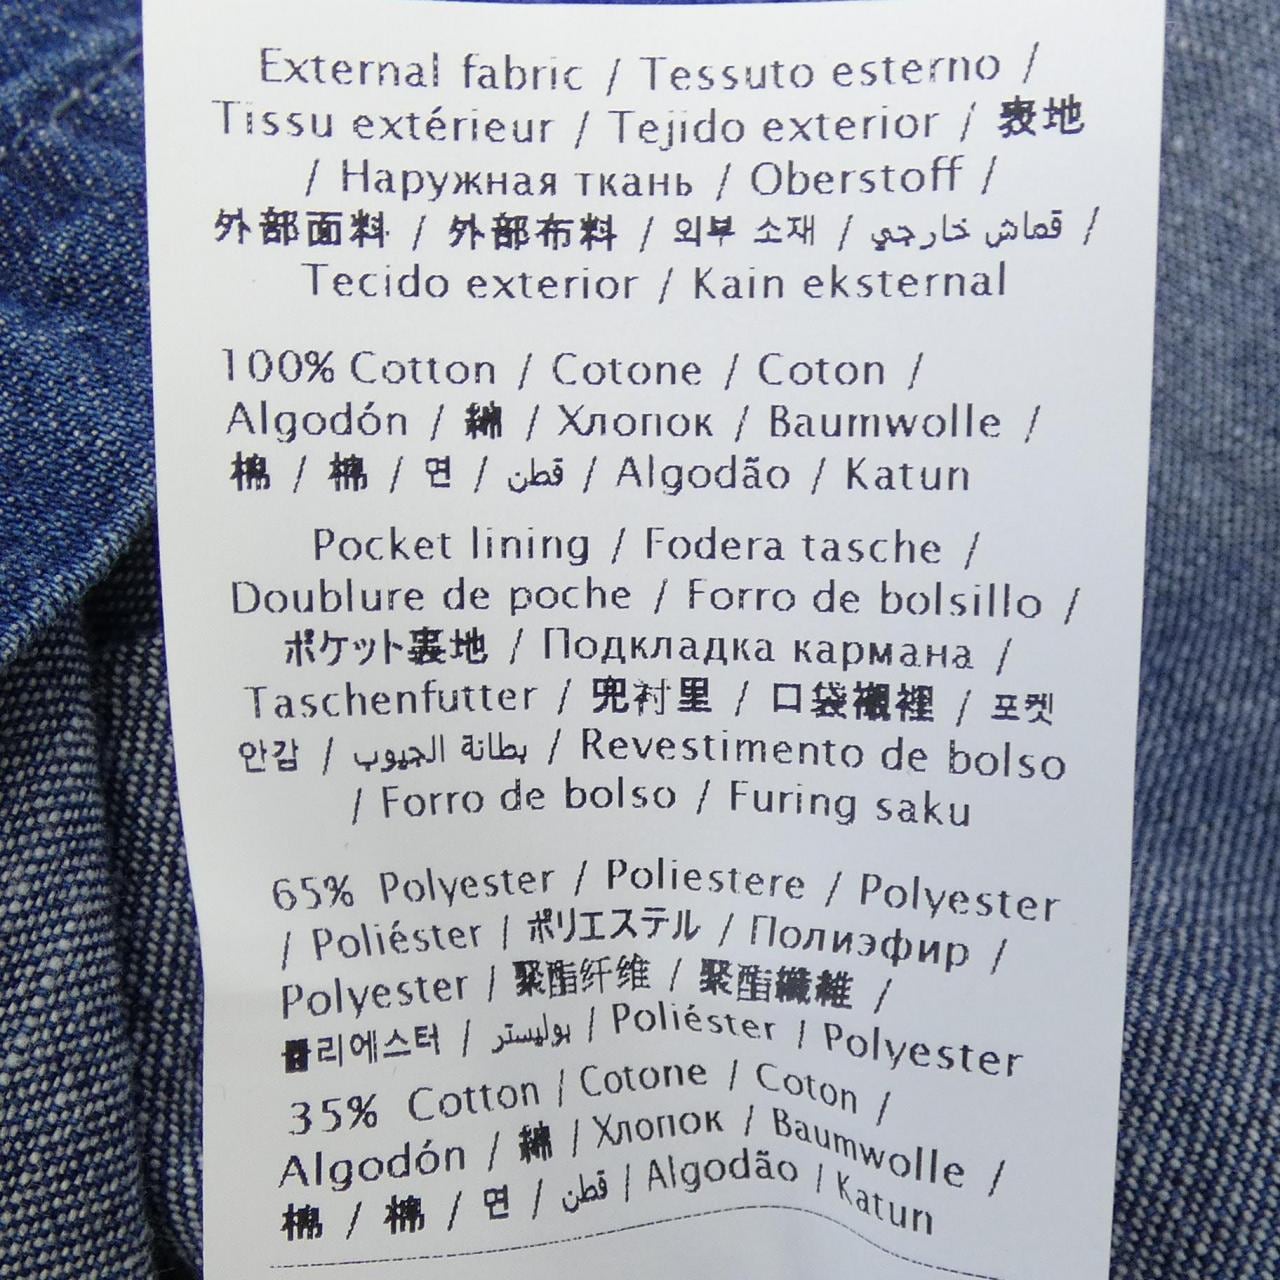 External fabric / Tessuto esterno /
Tissu extérieur / Tejido exterior / 表地
/ Наружная ткань / Oberstoff /
外部面料 / 外部布料 / 외부 소재 / قماش خارجي /
Tecido exterior / Kain eksternal
100% Cotton / Cotone / Coton /
Algodón / 綿 / Хлопок / Baumwolle /
棉 / 棉 / 면 / قطن / Algodão / Katun
Pocket lining / Fodera tasche /
Doublure de poche / Forro de bolsillo /
ポケット裏地 / Подкладка кармана /
Taschenfutter / 兜衬里 / 口袋襯裡 / 포켓
안감 / بطانة الجيوب / Revestimento de bolso
/ Forro de bolso / Furing saku
65% Polyester / Poliestere / Polyester
/ Poliéster / ポリエステル / Полиэфир /
Polyester / 聚酯纤维 / 聚酯纖維 /
폴리에스터 / بوليستر / Poliéster / Polyester
35% Cotton / Cotone / Coton /
Algodón / 綿 / Хлопок / Baumwolle /
棉 / 棉 / 면 / قطن / Algodão / Katun